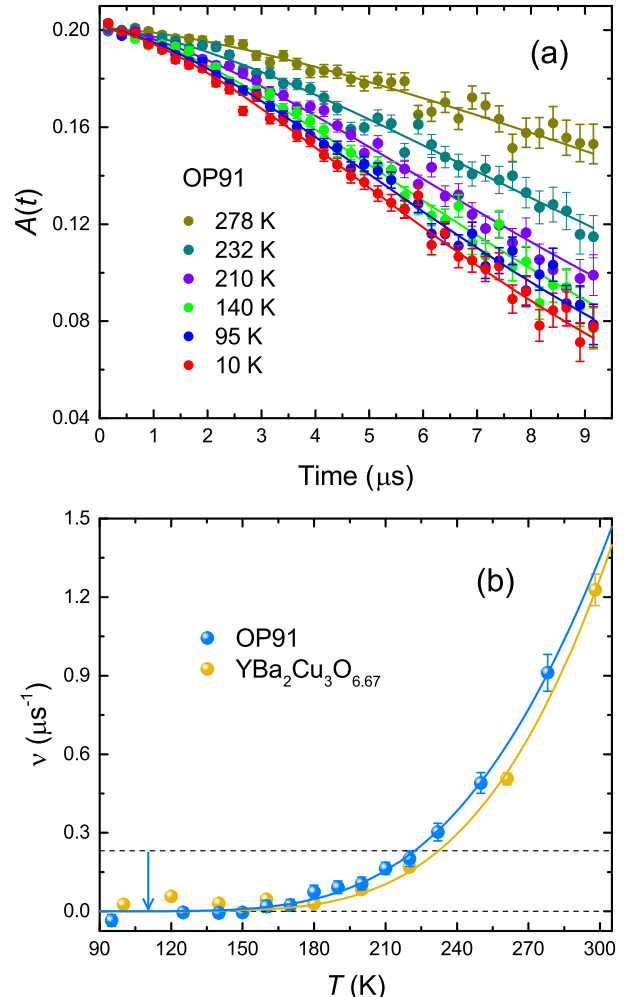 0.20
0.16
0.12
0.08
0.04
A(t)
(a)
OP91
278 K
232 K
210 K
140 K
95 K
10 K
0 1 2 3 4 5 6 7 8 9
Time (μs)
1.5
1.2
0.9
0.6
0.3
0.0
ν (μs⁻¹)
(b)
OP91
YBa₂Cu₃O₆.₆₇
90 120 150 180 210 240 270 300
T (K)